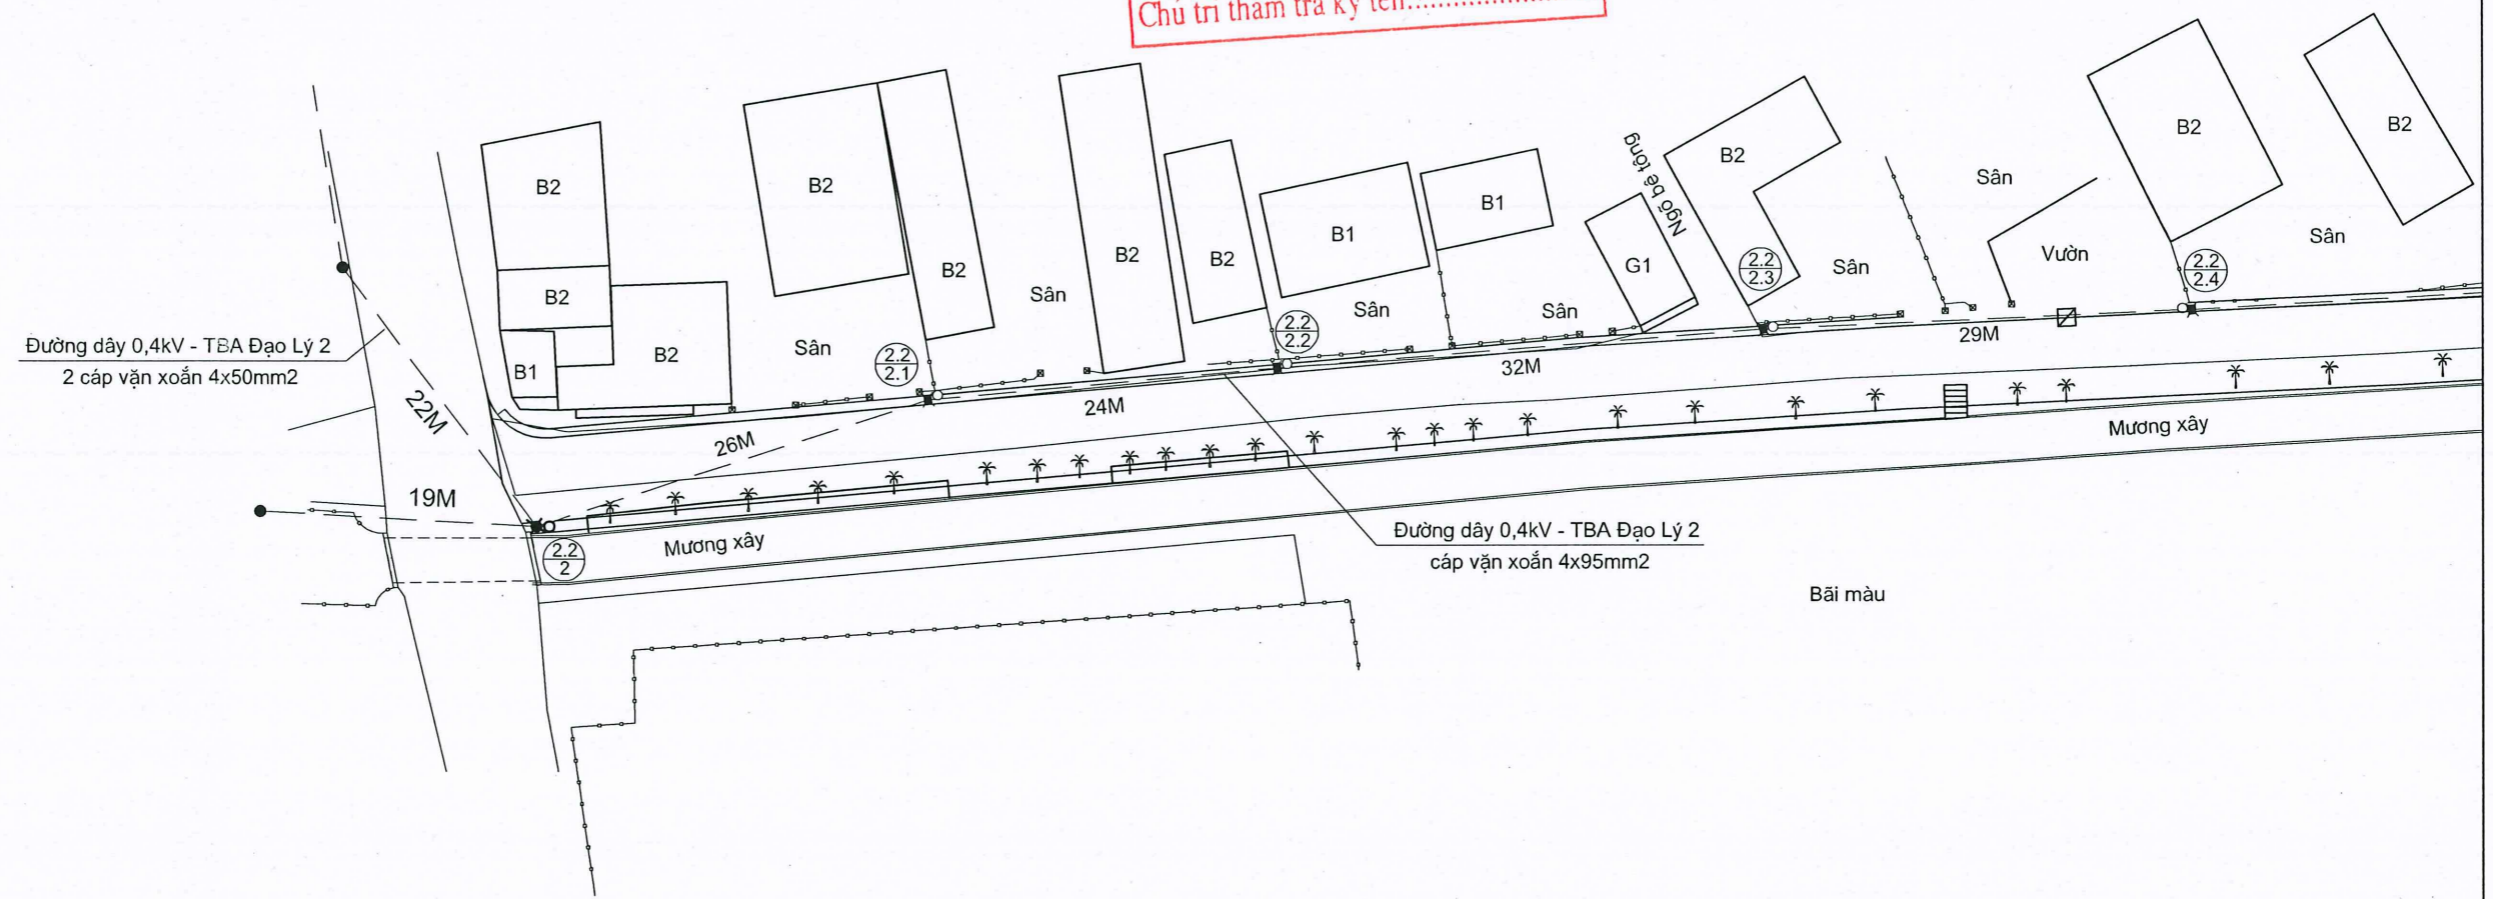 Chủ trì thẩm tra ký tên
B2
B2
B1
B2
B2
B2
Sân
2.2
2.1
Sân
B2
B2
2.2
2.2
B1
Sân
B1
Sân
G1
Ngõ bê tông
B2
2.2
2.3
Sân
Sân
Vườn
B2
2.2
2.4
Sân
B2
Đường dây 0,4kV - TBA Đạo Lý 2
2 cáp vặn xoắn 4x50mm2
22M
19M
26M
24M
32M
29M
2.2
2
Mương xây
Mương xây
Đường dây 0,4kV - TBA Đạo Lý 2
cáp vặn xoắn 4x95mm2
Bãi màu